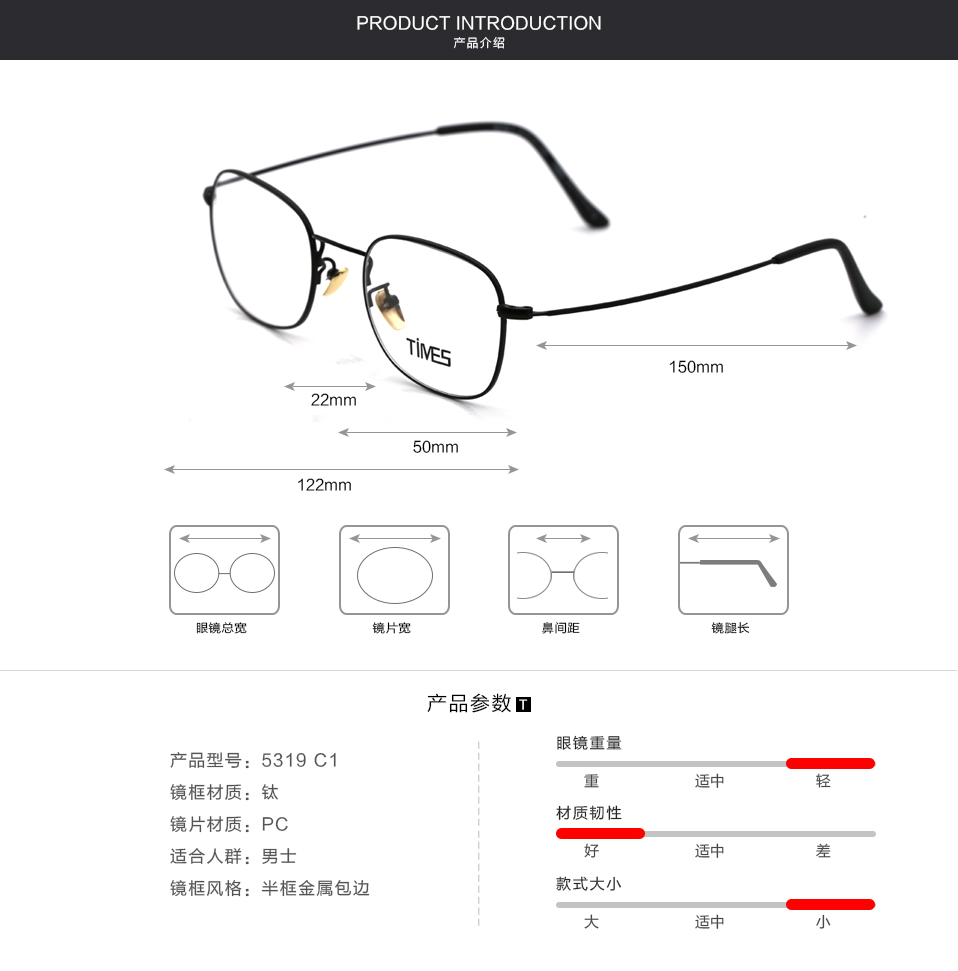 PRODUCT INTRODUCTION
产品介绍
TiMES
150mm
22mm
50mm
122mm
眼镜总宽
镜片宽
鼻间距
镜腿长
产品参数 T
产品型号：5319 C1
镜框材质：钛
镜片材质：PC
适合人群：男士
镜框风格：半框金属包边
眼镜重量
重 适中 轻
材质韧性
好 适中 差
款式大小
大 适中 小